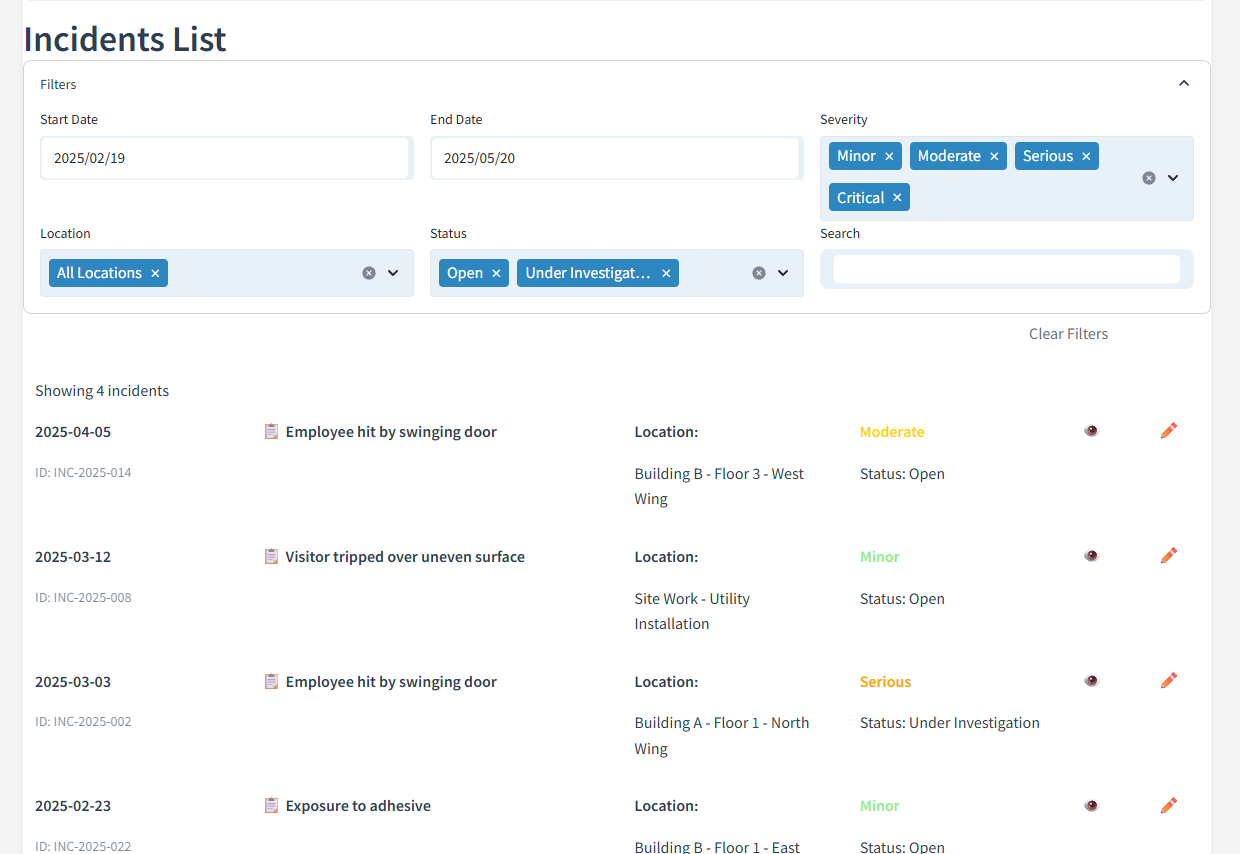 Incidents List
Filters
Start Date
End Date
Severity
2025/02/19
2025/05/20
Minor
Moderate
Serious
Critical
Location
Status
Search
All Locations
Open
Under Investigat…
Clear Filters
Showing 4 incidents
2025-04-05
Employee hit by swinging door
Location:
Moderate
ID: INC-2025-014
Building B - Floor 3 - West
Wing
Status: Open
2025-03-12
Visitor tripped over uneven surface
Location:
Minor
ID: INC-2025-008
Site Work - Utility
Installation
Status: Open
2025-03-03
Employee hit by swinging door
Location:
Serious
ID: INC-2025-002
Building A - Floor 1 - North
Wing
Status: Under Investigation
2025-02-23
Exposure to adhesive
Location:
Minor
ID: INC-2025-022
Building B - Floor 1 - East
Status: Open